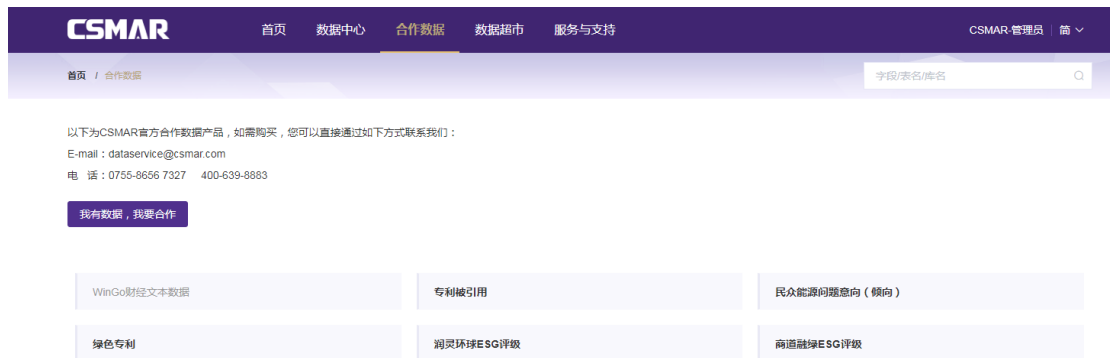 CSMAR 首页 数据中心 合作数据 数据超市 服务与支持 CSMAR-管理员 简
首页 / 合作数据 字段/表名/库名
以下为CSMAR官方合作数据产品，如需购买，您可以直接通过如下方式联系我们：
E-mail：dataservice@csmar.com
电 话：0755-8656 7327 400-639-8883
我有数据，我要合作
WinGo财经文本数据 专利被引用 民众能源问题意向（倾向）
绿色专利 润灵环球ESG评级 商道融绿ESG评级